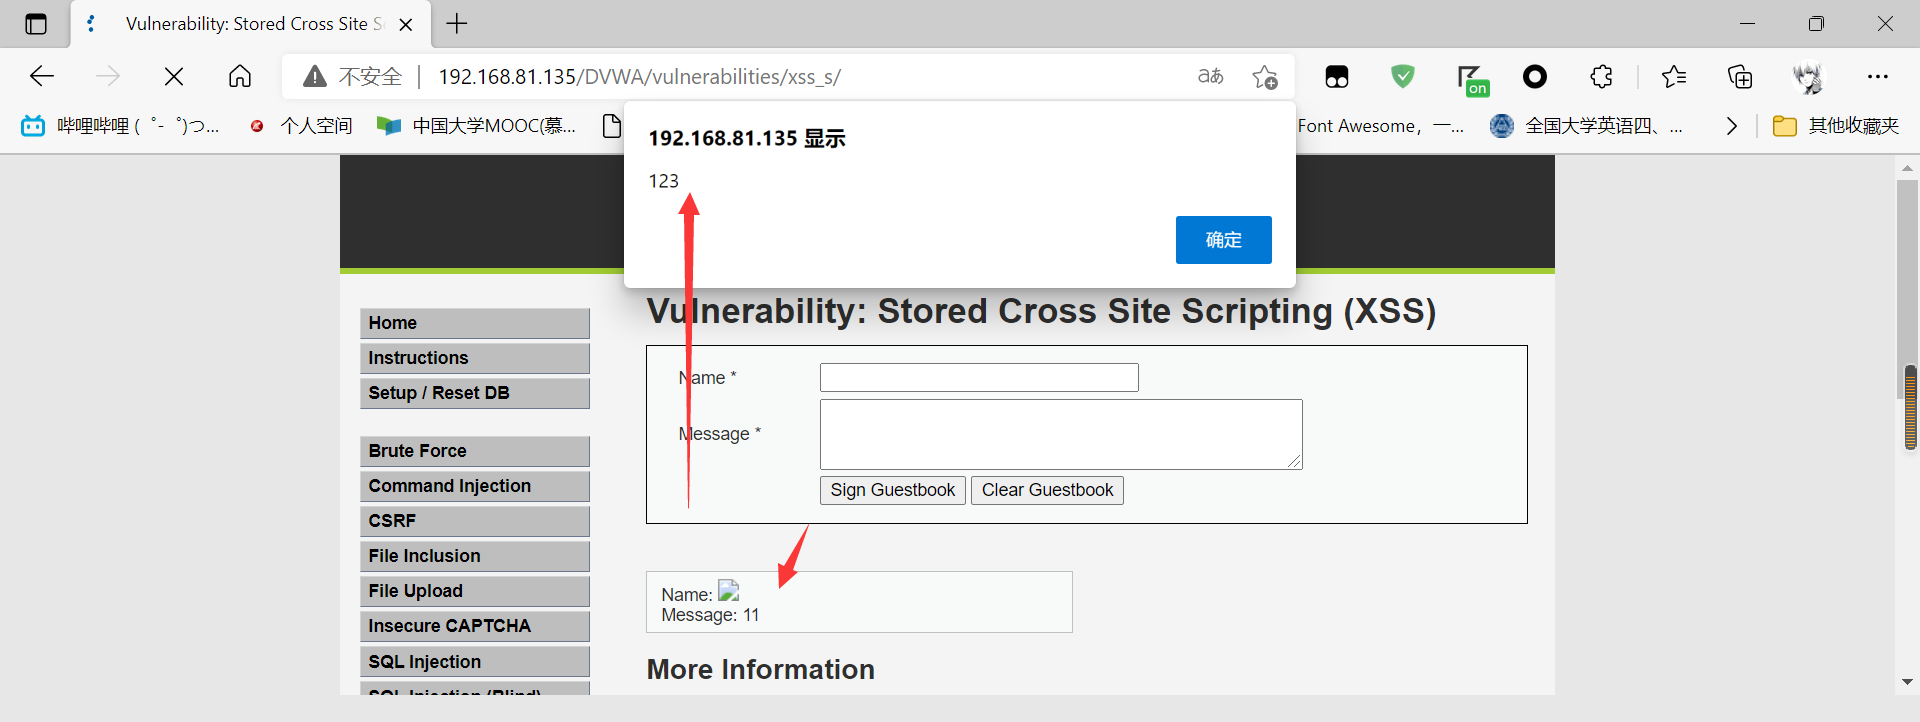 Vulnerability: Stored Cross Site S
不安全
192.168.81.135/DVWA/vulnerabilities/xss_s/
aあ
on
哔哩哔哩 (゜-゜)つ...
个人空间
中国大学MOOC(慕...
Font Awesome，一...
全国大学英语四、...
其他收藏夹
192.168.81.135 显示
123
确定
Home
Instructions
Setup / Reset DB
Brute Force
Command Injection
CSRF
File Inclusion
File Upload
Insecure CAPTCHA
SQL Injection
SQL Injection (Blind)
Vulnerability: Stored Cross Site Scripting (XSS)
Name *
Message *
Sign Guestbook
Clear Guestbook
Name:
Message: 11
More Information